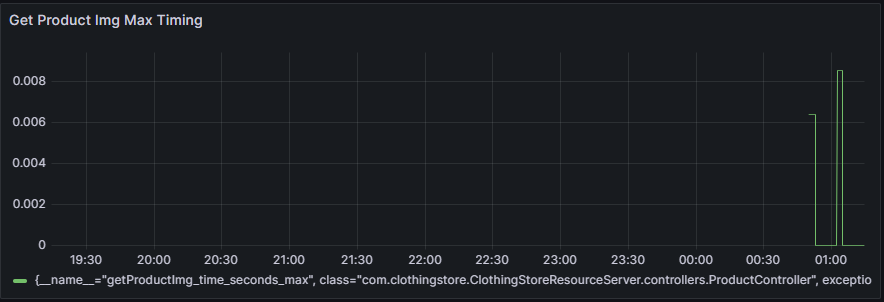 Get Product Img Max Timing
0.008
0.006
0.004
0.002
0
19:30 20:00 20:30 21:00 21:30 22:00 22:30 23:00 23:30 00:00 00:30 01:00
{__name__="getProductImg_time_seconds_max", class="com.clothingstore.ClothingStoreResourceServer.controllers.ProductController", exceptio